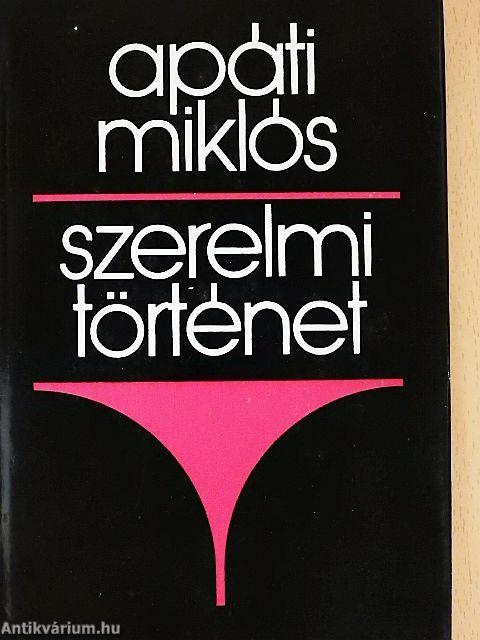 apáti
miklós
szerelmi
történet
Antikvárium.hu